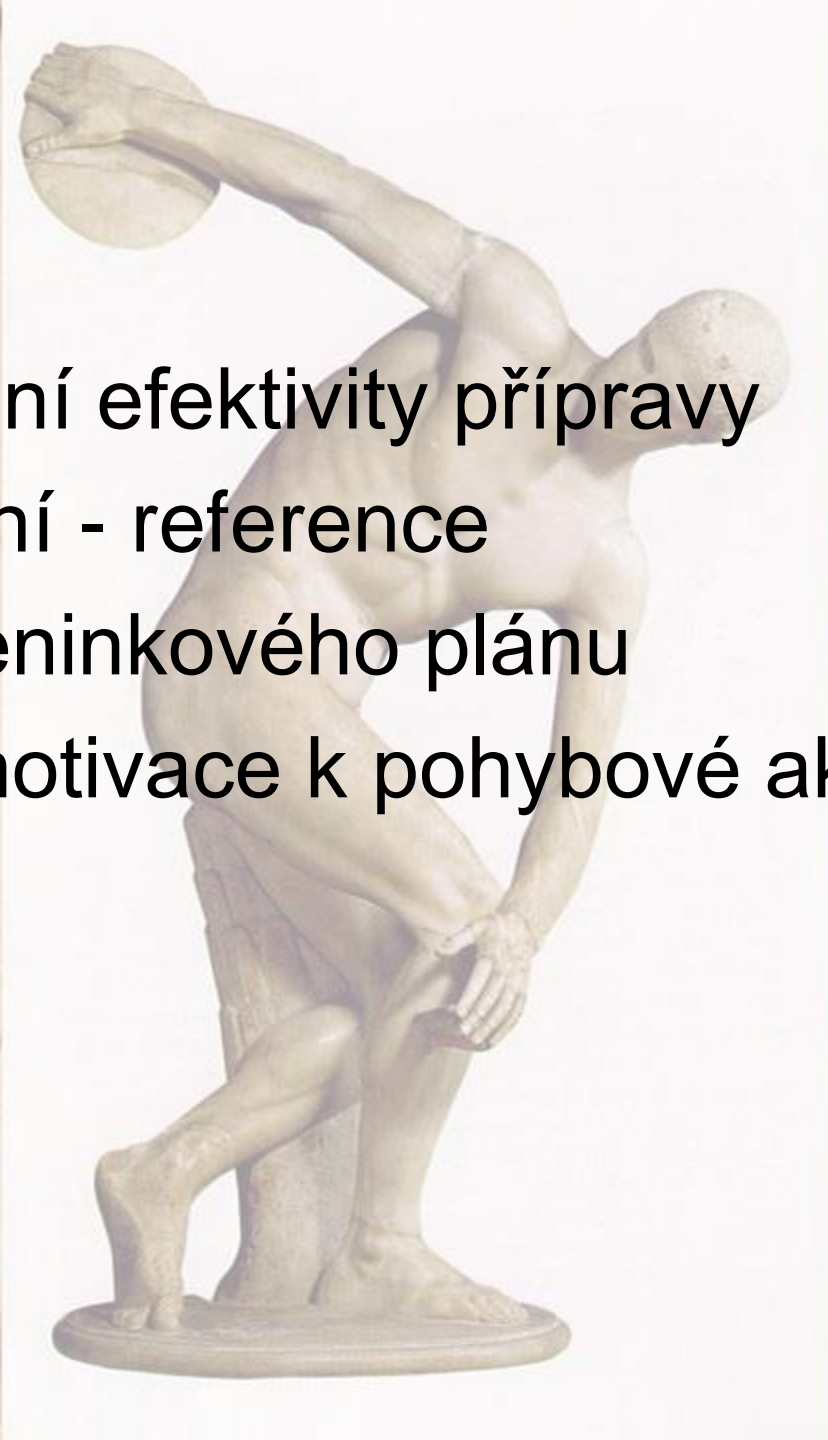 ní efektivity přípravy
ní - reference
eninkového plánu
otivace k pohybové ak